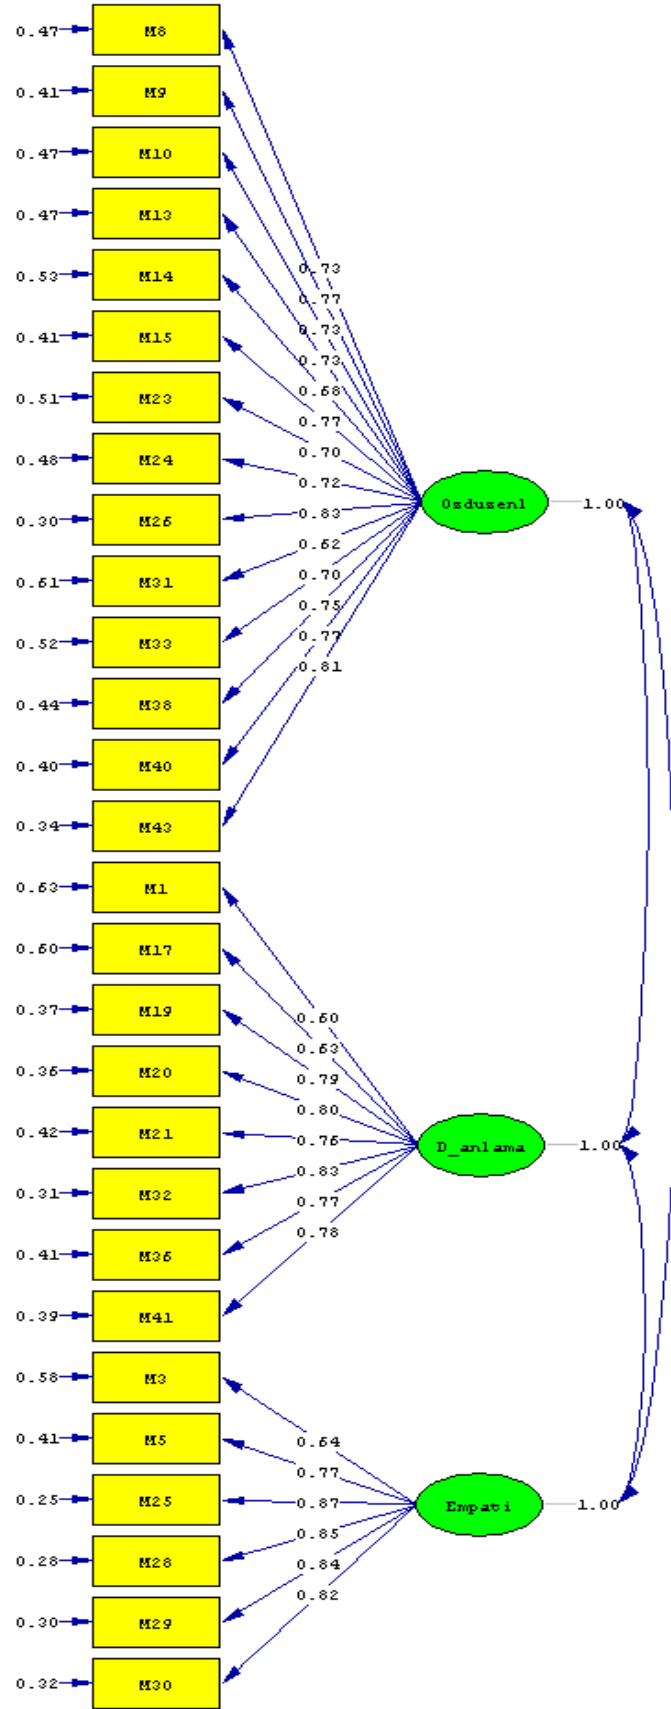 0.47 M8 0.73
0.41 M9 0.77
0.47 M10 0.73
0.47 M13 0.73
0.53 M14 0.68
0.41 M15 0.77
0.51 M23 0.70
0.48 M24 0.72
0.30 M26 0.83
0.61 M31 0.62
0.52 M33 0.70
0.44 M38 0.75
0.40 M40 0.77
0.34 M43 0.81
Ozduzenl 1.00
0.63 M1 0.60
0.60 M17 0.63
0.37 M19 0.79
0.36 M20 0.80
0.42 M21 0.76
0.31 M32 0.83
0.41 M36 0.77
0.39 M41 0.78
D_anlama 1.00
0.58 M3 0.64
0.41 M5 0.77
0.25 M25 0.87
0.28 M28 0.85
0.30 M29 0.84
0.32 M30 0.82
Empati 1.00